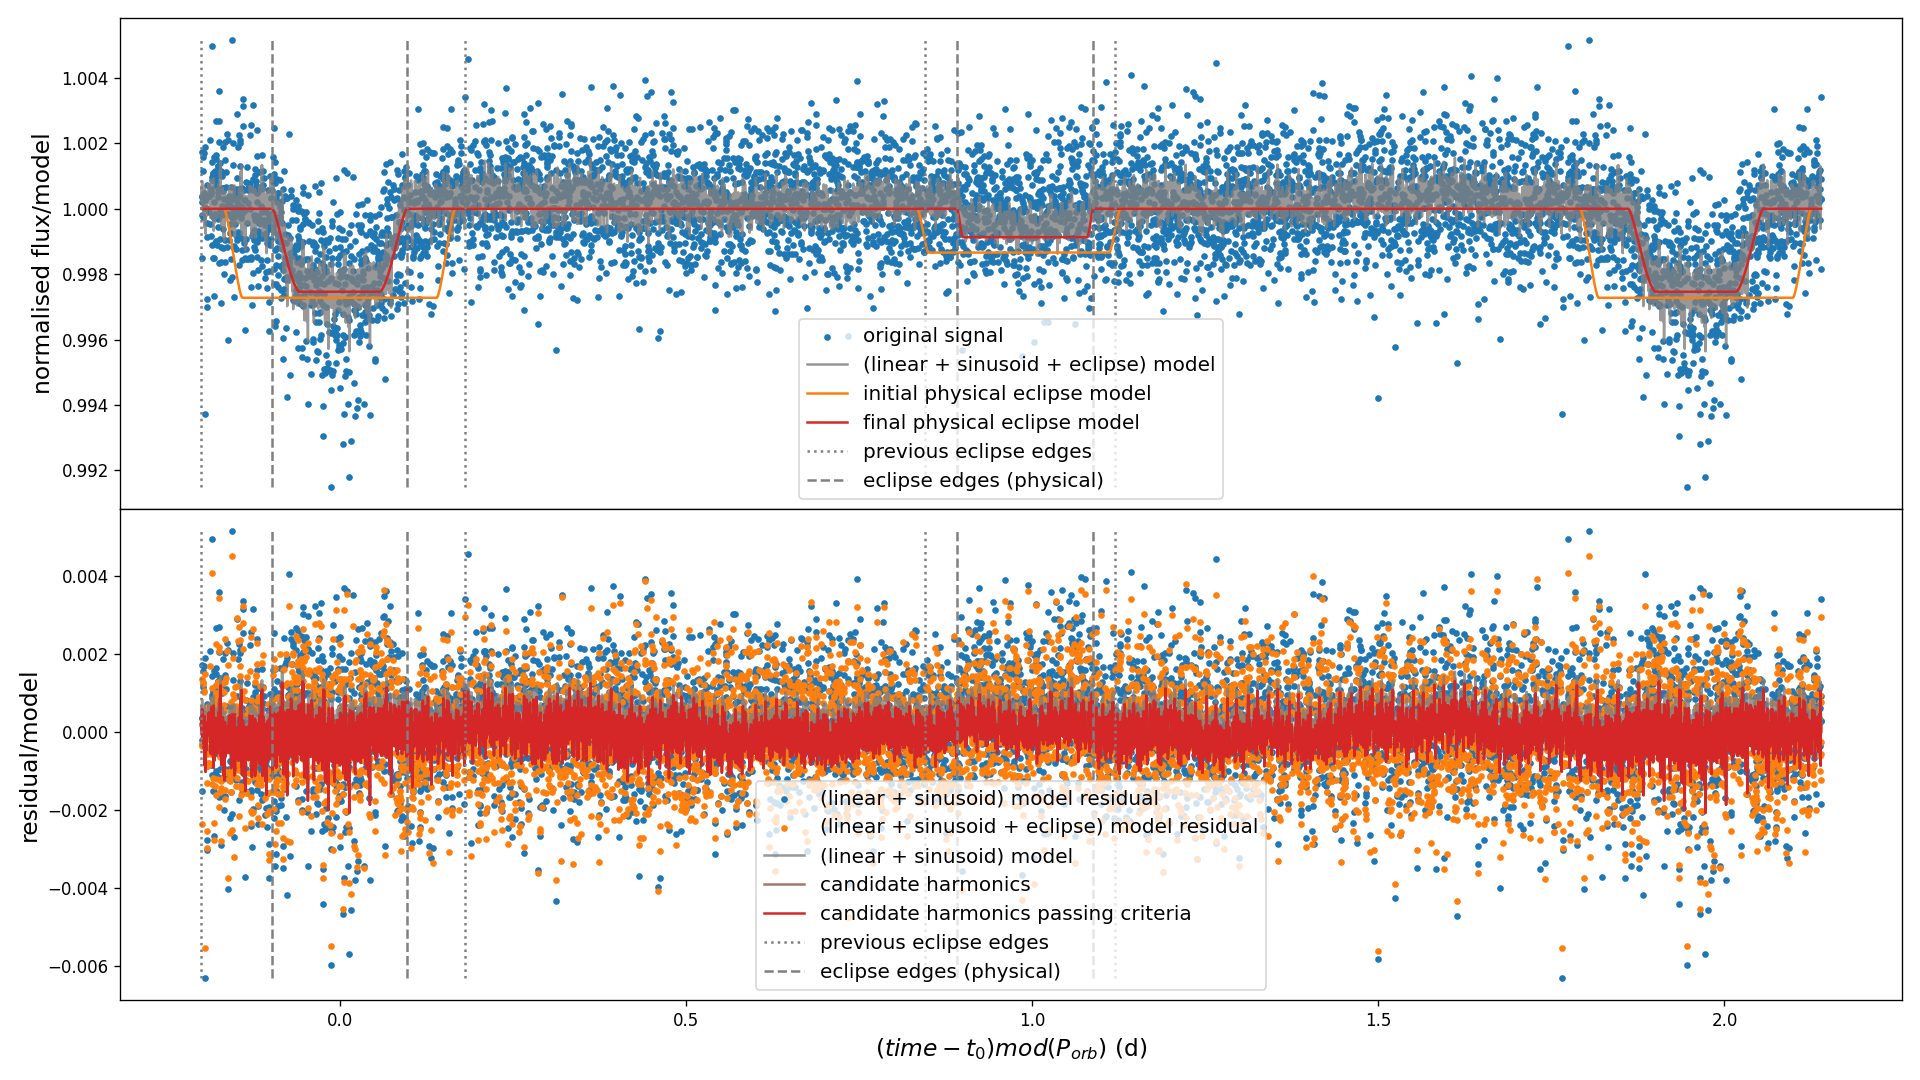 normalised flux/model
1.004
1.002
1.000
0.998
0.996
0.994
0.992
original signal
(linear + sinusoid + eclipse) model
initial physical eclipse model
final physical eclipse model
previous eclipse edges
eclipse edges (physical)
residual/model
0.004
0.002
0.000
−0.002
−0.004
−0.006
(linear + sinusoid) model residual
(linear + sinusoid + eclipse) model residual
(linear + sinusoid) model
candidate harmonics
candidate harmonics passing criteria
previous eclipse edges
eclipse edges (physical)
0.0 0.5 1.0 1.5 2.0
(time − t₀)mod(P_orb) (d)